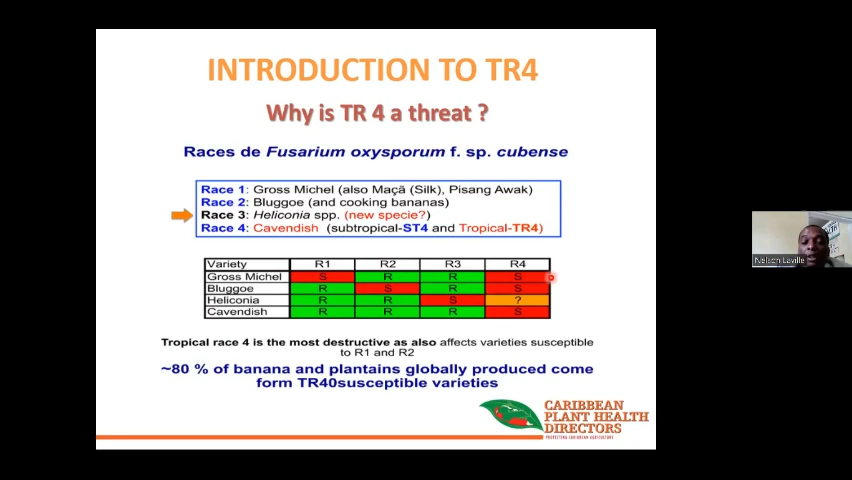 INTRODUCTION TO TR4
Why is TR 4 a threat ?
Races de Fusarium oxysporum f. sp. cubense
Race 1: Gross Michel (also Maçã (Silk), Pisang Awak)
Race 2: Bluggoe (and cooking bananas)
Race 3: Heliconia spp. (new specie?)
Race 4: Cavendish (subtropical-ST4 and Tropical-TR4)
Variety R1 R2 R3 R4
Gross Michel S R R S
Bluggoe R S R S
Heliconia R R S ?
Cavendish R R R S
Tropical race 4 is the most destructive as also affects varieties susceptible
to R1 and R2
~80 % of banana and plantains globally produced come
form TR40susceptible varieties
CARIBBEAN
PLANT HEALTH
DIRECTORS
PROTECTING CARIBBEAN AGRICULTURE
Nelson Laville